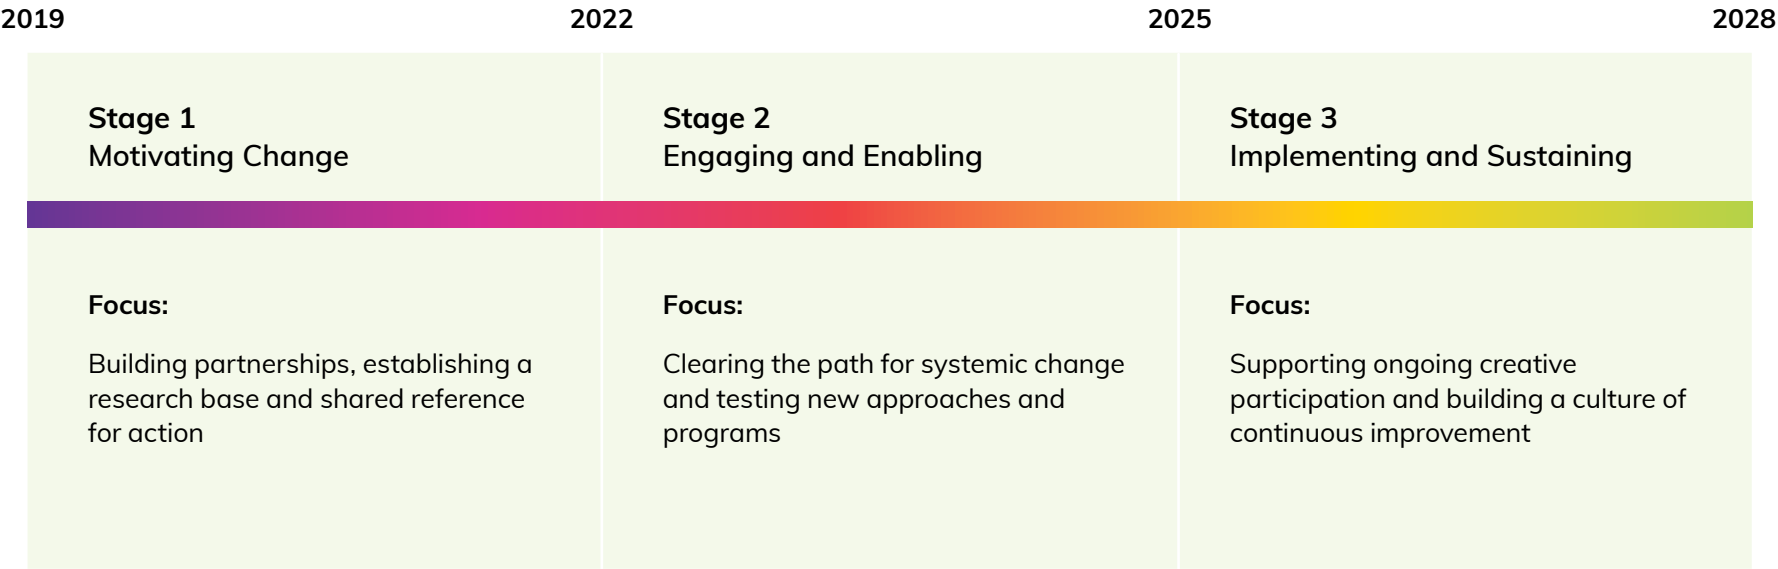 2019
2022
2025
2028
Stage 1
Motivating Change
Stage 2
Engaging and Enabling
Stage 3
Implementing and Sustaining
Focus:
Building partnerships, establishing a
research base and shared reference
for action
Focus:
Clearing the path for systemic change
and testing new approaches and
programs
Focus:
Supporting ongoing creative
participation and building a culture of
continuous improvement